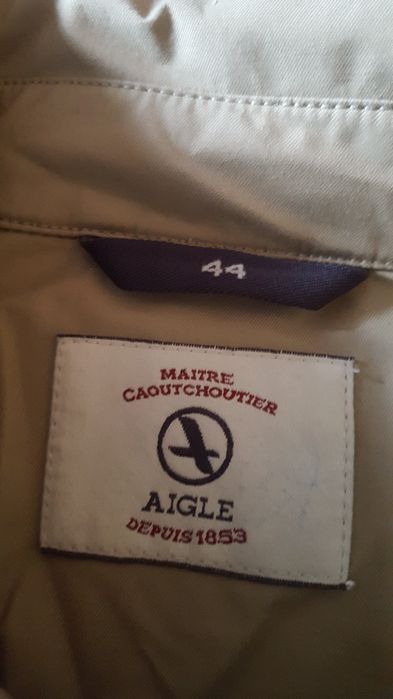 44
MAITRE
CAOUTCHOUTIER
AIGLE
DEPUIS 1853